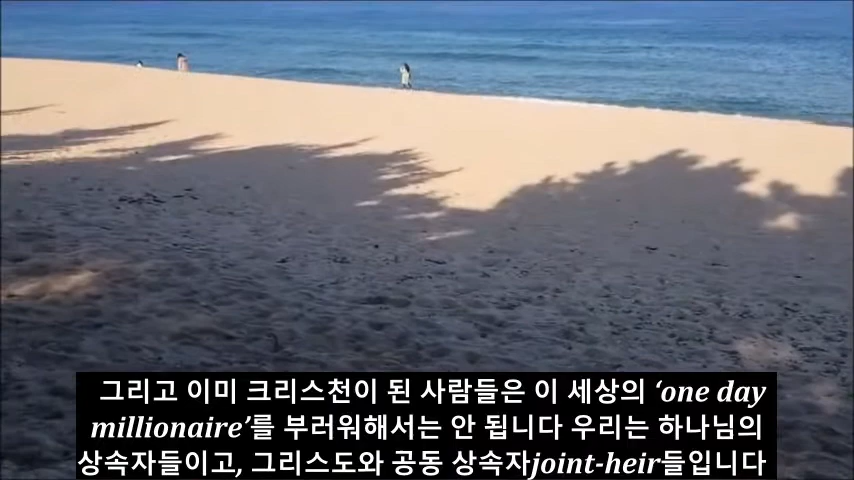 그리고 이미 크리스천이 된 사람들은 이 세상의 ‘one day
millionaire’를 부러워해서는 안 됩니다 우리는 하나님의
상속자들이고, 그리스도와 공동 상속자joint-heir들입니다